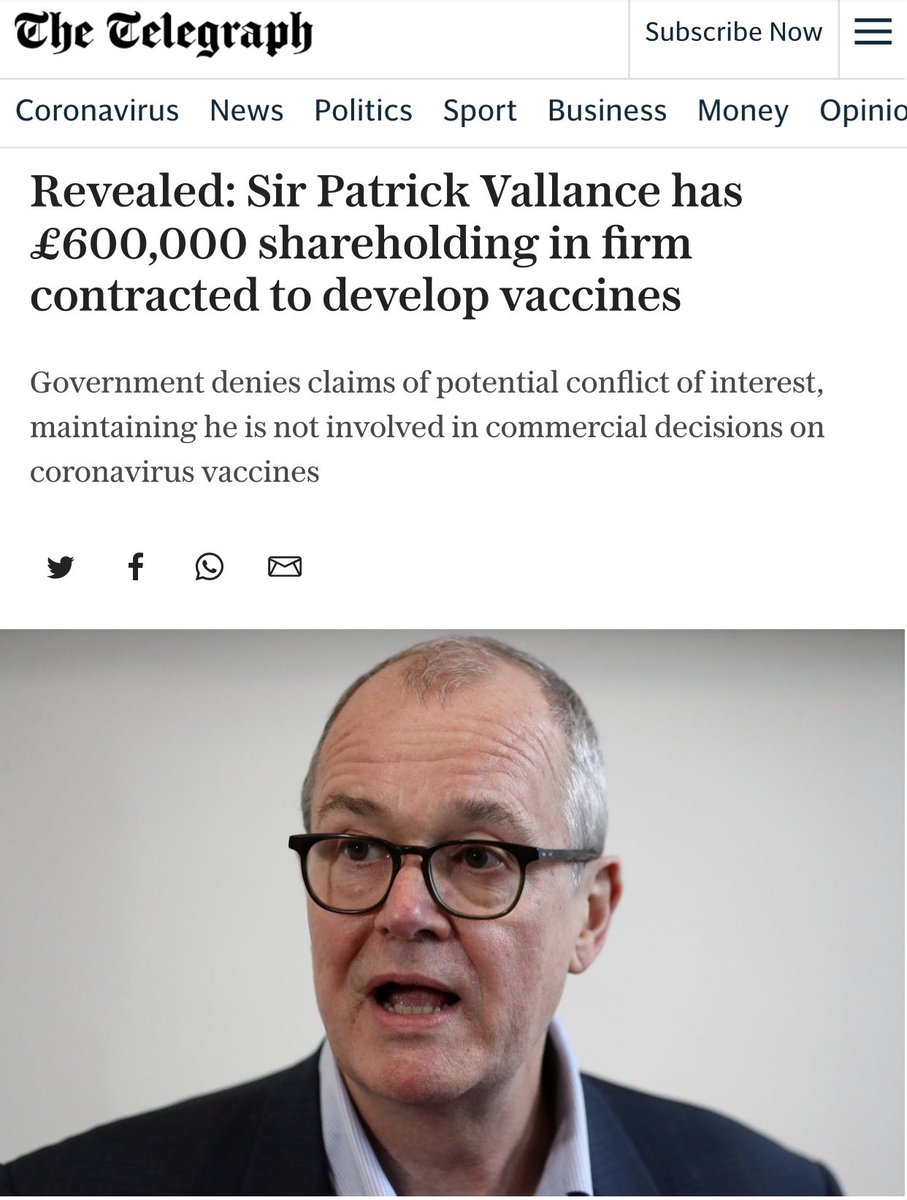 The Telegraph
Subscribe Now
Coronavirus News Politics Sport Business Money Opinio
Revealed: Sir Patrick Vallance has
£600,000 shareholding in firm
contracted to develop vaccines
Government denies claims of potential conflict of interest,
maintaining he is not involved in commercial decisions on
coronavirus vaccines